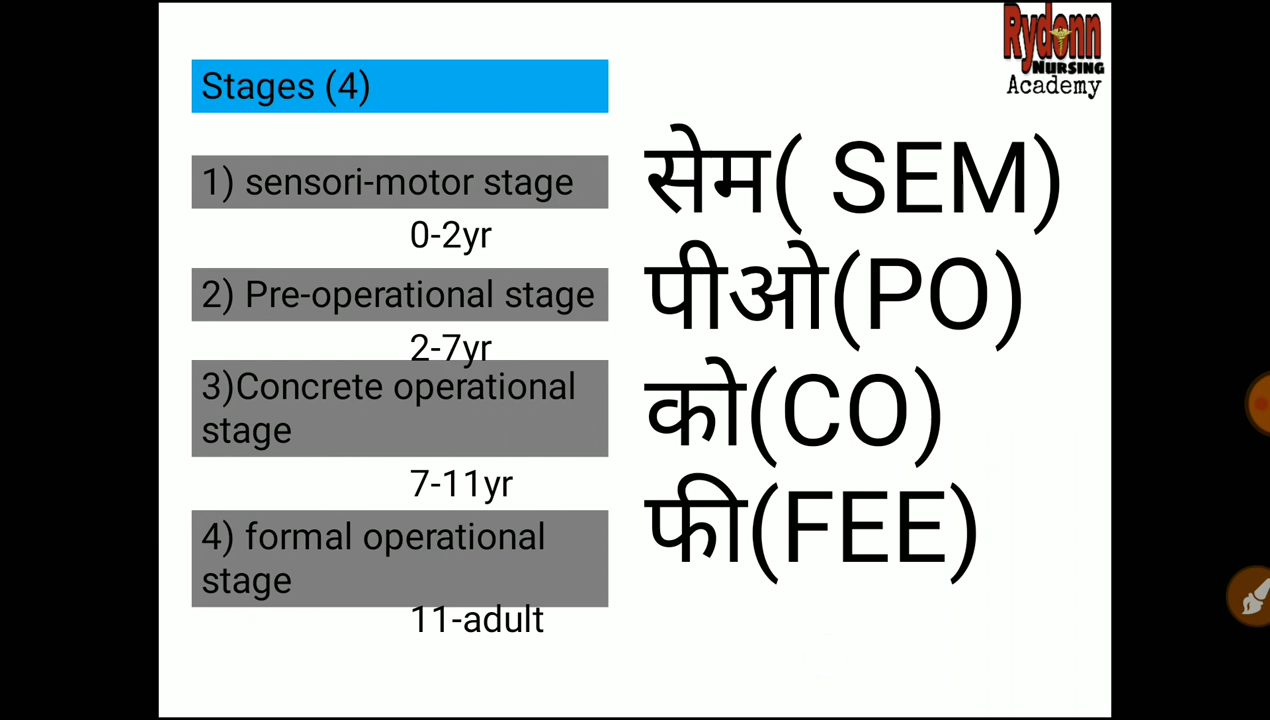 Rydonn
NURSING
Academy
Stages (4)
1) sensori-motor stage
0-2yr
2) Pre-operational stage
2-7yr
3)Concrete operational
stage
7-11yr
4) formal operational
stage
11-adult
सेम( SEM)
पीओ(PO)
को(CO)
फी(FEE)